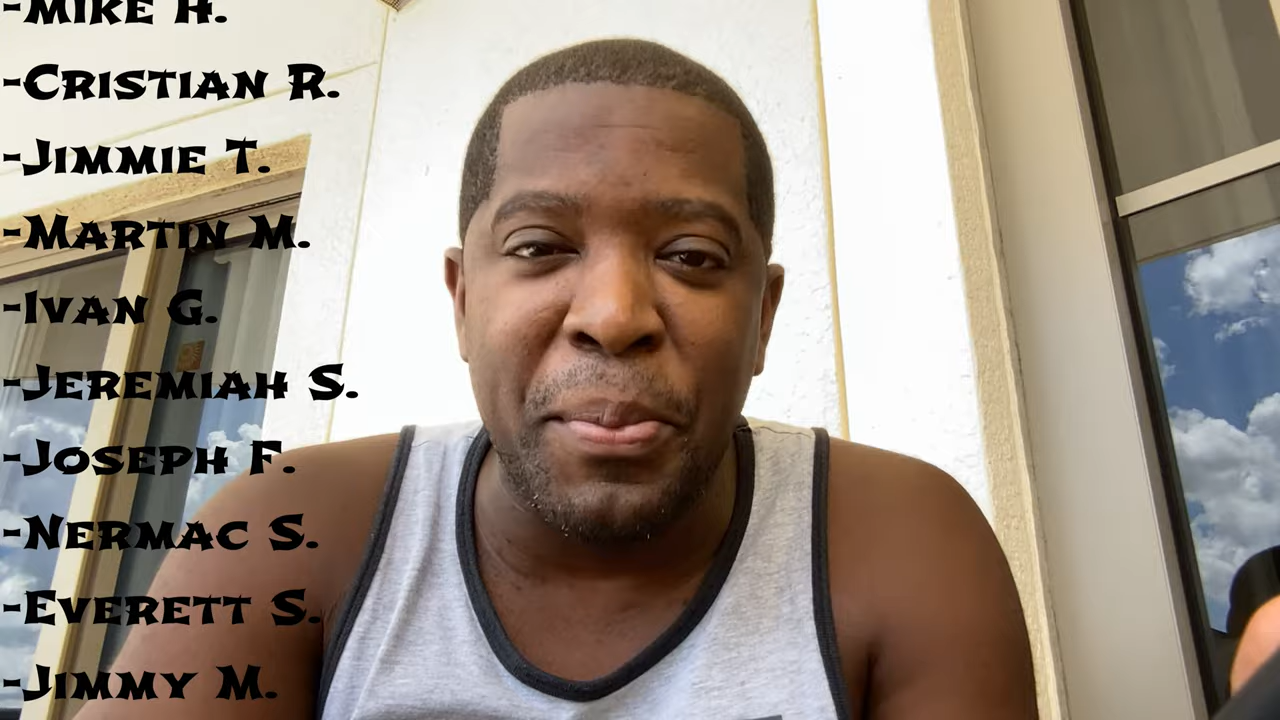 -Mike H.
-Cristian R.
-Jimmie T.
-Martin M.
-Ivan G.
-Jeremiah S.
-Joseph F.
-Nermac S.
-Everett S.
-Jimmy M.